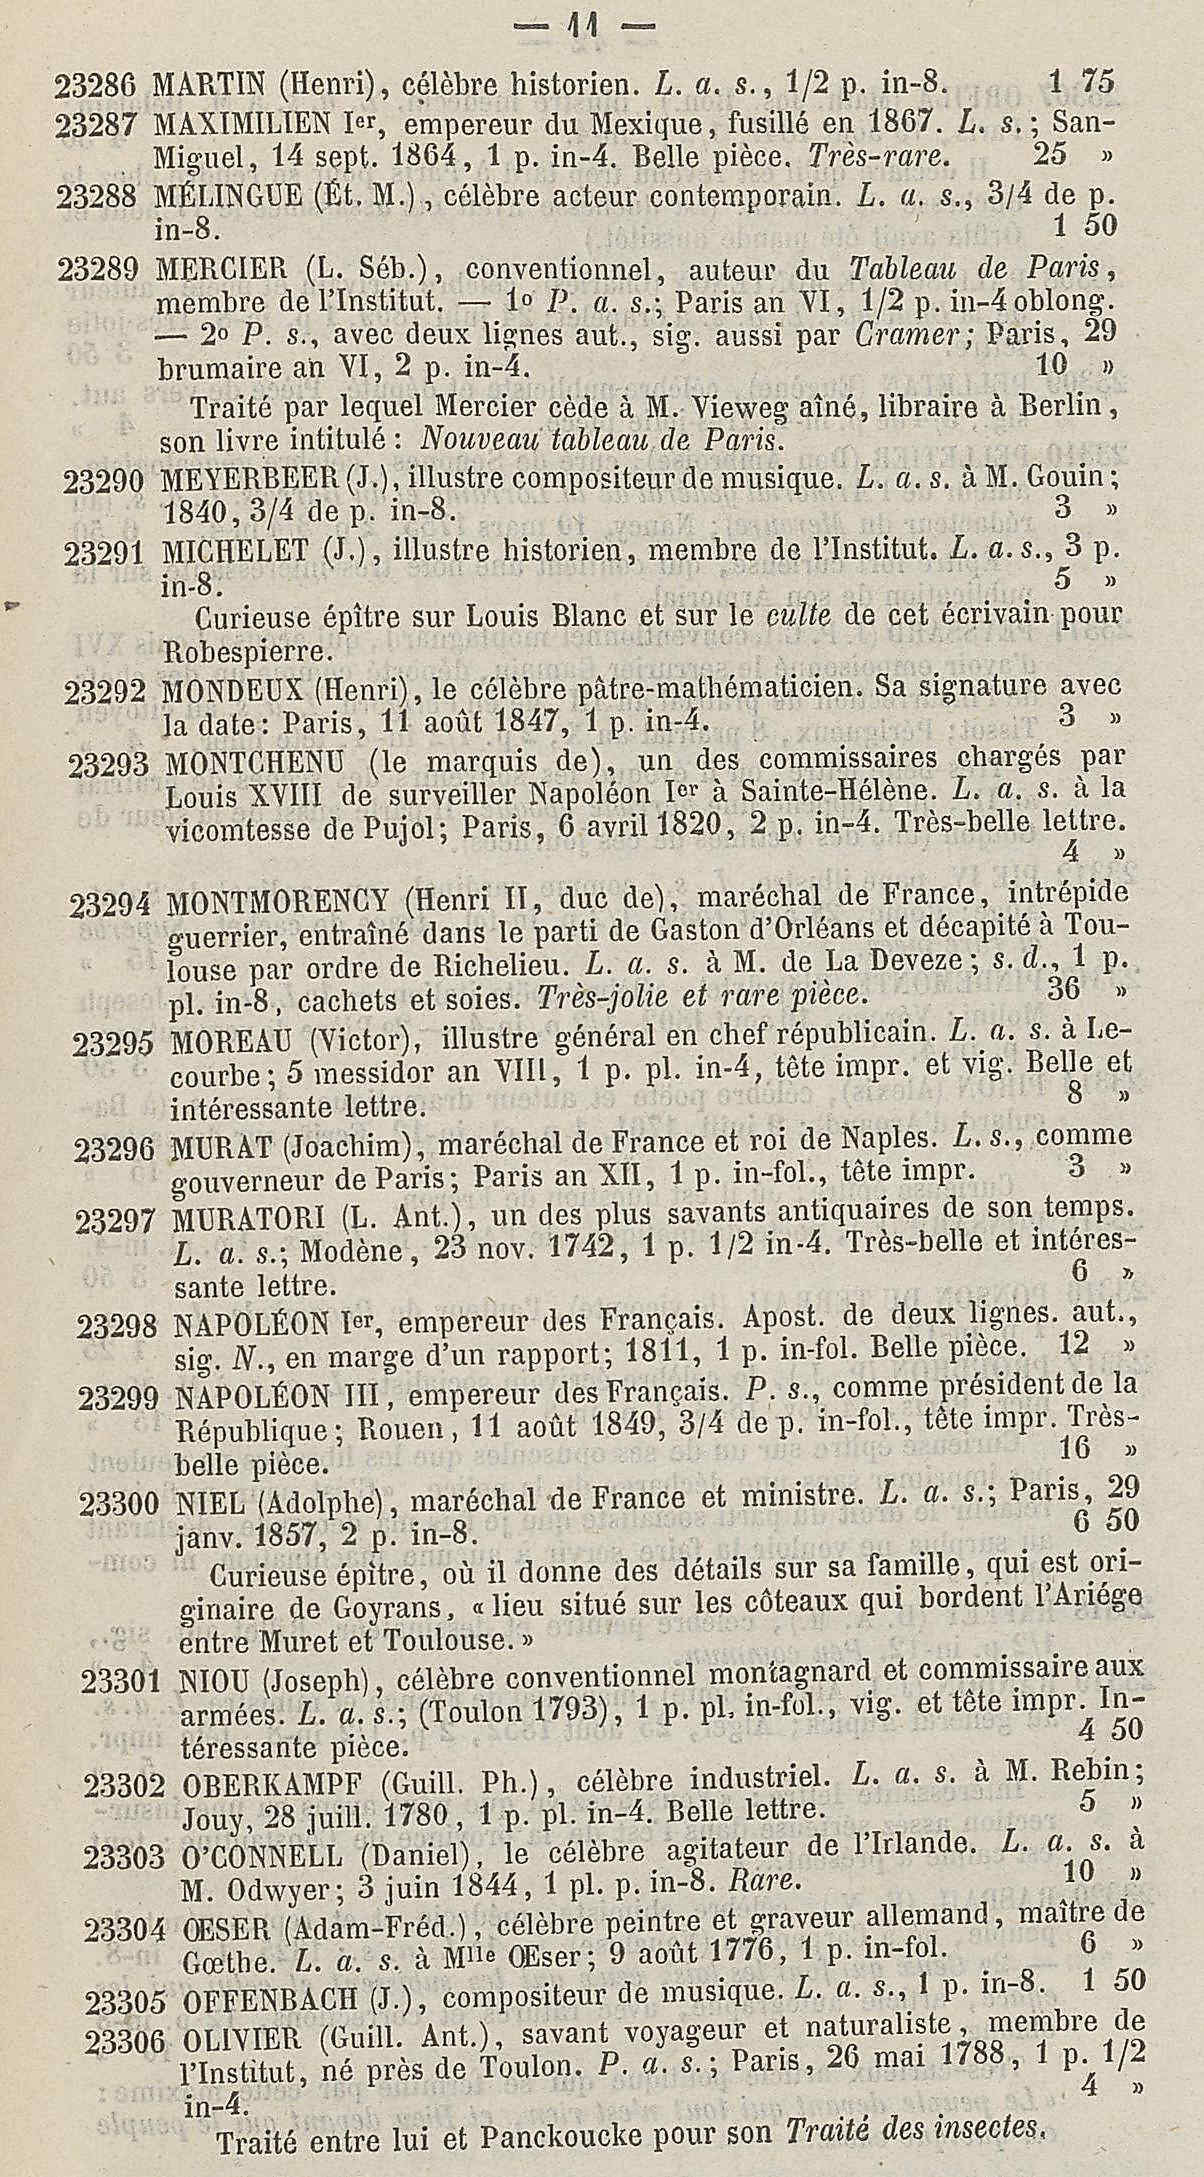 — 11 —
23286 MARTIN (Henri), célèbre historien. L. a. s., 1/2 p. in-8. 1 75
23287 MAXIMILIEN Ier, empereur du Mexique, fusillé en 1867. L. s.; San-
Miguel, 14 sept. 1864, 1 p. in-4. Belle pièce. Très-rare. 25 »
23288 MÉLINGUE (Ét. M.), célèbre acteur contemporain. L. a. s., 3/4 de p.
in-8. 1 50
23289 MERCIER (L. Séb.), conventionnel, auteur du Tableau de Paris,
membre de l'Institut. — 1o P. a. s.; Paris an VI, 1/2 p. in-4 oblong.
— 2o P. s., avec deux lignes aut., sig. aussi par Cramer; Paris, 29
brumaire an VI, 2 p. in-4. 10 »
Traité par lequel Mercier cède à M. Vieweg aîné, libraire à Berlin,
son livre intitulé: Nouveau tableau de Paris.
23290 MEYERBEER (J.), illustre compositeur de musique. L. a. s. à M. Gouin;
1840, 3/4 de p. in-8. 3 »
23291 MICHELET (J.), illustre historien, membre de l'Institut. L. a. s., 3 p.
in-8. 5 »
Curieuse épître sur Louis Blanc et sur le culte de cet écrivain pour
Robespierre.
23292 MONDEUX (Henri), le célèbre pâtre-mathématicien. Sa signature avec
la date: Paris, 11 août 1847, 1 p. in-4. 3 »
23293 MONTCHENU (le marquis de), un des commissaires chargés par
Louis XVIII de surveiller Napoléon Ier à Sainte-Hélène. L. a. s. à la
vicomtesse de Pujol; Paris, 6 avril 1820, 2 p. in-4. Très-belle lettre.
4 »
23294 MONTMORENCY (Henri II, duc de), maréchal de France, intrépide
guerrier, entraîné dans le parti de Gaston d'Orléans et décapité à Tou-
louse par ordre de Richelieu. L. a. s. à M. de La Deveze; s. d., 1 p.
pl. in-8, cachets et soies. Très-jolie et rare pièce. 36 »
23295 MOREAU (Victor), illustre général en chef républicain. L. a. s. à Le-
courbe; 5 messidor an VIII, 1 p. pl. in-4, tête impr. et vig. Belle et
intéressante lettre. 8 »
23296 MURAT (Joachim), maréchal de France et roi de Naples. L. s., comme
gouverneur de Paris; Paris an XII, 1 p. in-fol., tête impr. 3 »
23297 MURATORI (L. Ant.), un des plus savants antiquaires de son temps.
L. a. s.; Modène, 23 nov. 1742, 1 p. 1/2 in-4. Très-belle et intéres-
sante lettre. 6 »
23298 NAPOLÉON Ier, empereur des Français. Apost. de deux lignes. aut.,
sig. N., en marge d'un rapport; 1811, 1 p. in-fol. Belle pièce. 12 »
23299 NAPOLÉON III, empereur des Français. P. s., comme président de la
République; Rouen, 11 août 1849, 3/4 de p. in-fol., tête impr. Très-
belle pièce. 16 »
23300 NIEL (Adolphe), maréchal de France et ministre. L. a. s.; Paris, 29
janv. 1857, 2 p. in-8. 6 50
Curieuse épître, où il donne des détails sur sa famille, qui est ori-
ginaire de Goyrans, « lieu situé sur les côteaux qui bordent l'Ariége
entre Muret et Toulouse. »
23301 NIOU (Joseph), célèbre conventionnel montagnard et commissaire aux
armées. L. a. s.; (Toulon 1793), 1 p. pl. in-fol., vig. et tête impr. In-
téressante pièce. 4 50
23302 OBERKAMPF (Guill. Ph.), célèbre industriel. L. a. s. à M. Rebin;
Jouy, 28 juill. 1780, 1 p. pl. in-4. Belle lettre. 5 »
23303 O'CONNELL (Daniel), le célèbre agitateur de l'Irlande. L. a. s. à
M. Odwyer; 3 juin 1844, 1 pl. p. in-8. Rare. 10 »
23304 ŒSER (Adam-Fréd.), célèbre peintre et graveur allemand, maître de
Gœthe. L. a. s. à Mlle ŒSer; 9 août 1776, 1 p. in-fol. 6 »
23305 OFFENBACH (J.), compositeur de musique. L. a. s., 1 p. in-8. 1 50
23306 OLIVIER (Guill. Ant.), savant voyageur et naturaliste, membre de
l'Institut, né près de Toulon. P. a. s.; Paris, 26 mai 1788, 1 p. 1/2
in-4. 4 »
Traité entre lui et Panckoucke pour son Traité des insectes.